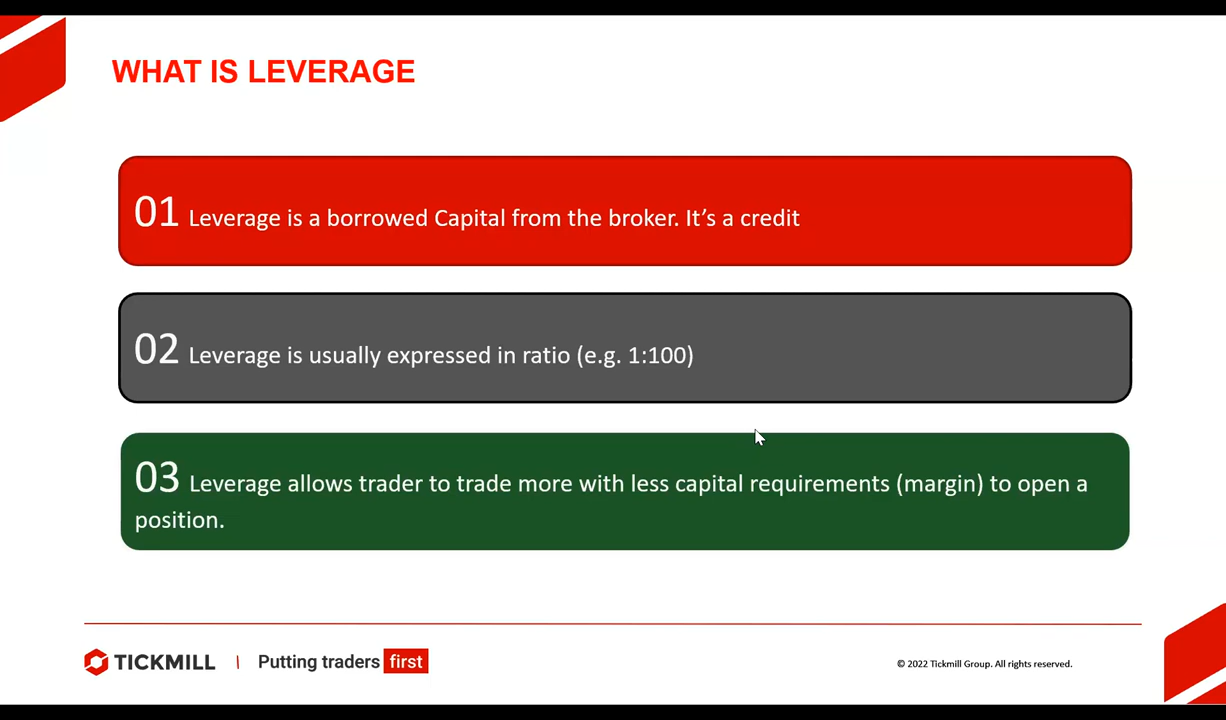 WHAT IS LEVERAGE
01 Leverage is a borrowed Capital from the broker. It’s a credit
02 Leverage is usually expressed in ratio (e.g. 1:100)
03 Leverage allows trader to trade more with less capital requirements (margin) to open a
position.
TICKMILL | Putting traders first
© 2022 Tickmill Group. All rights reserved.